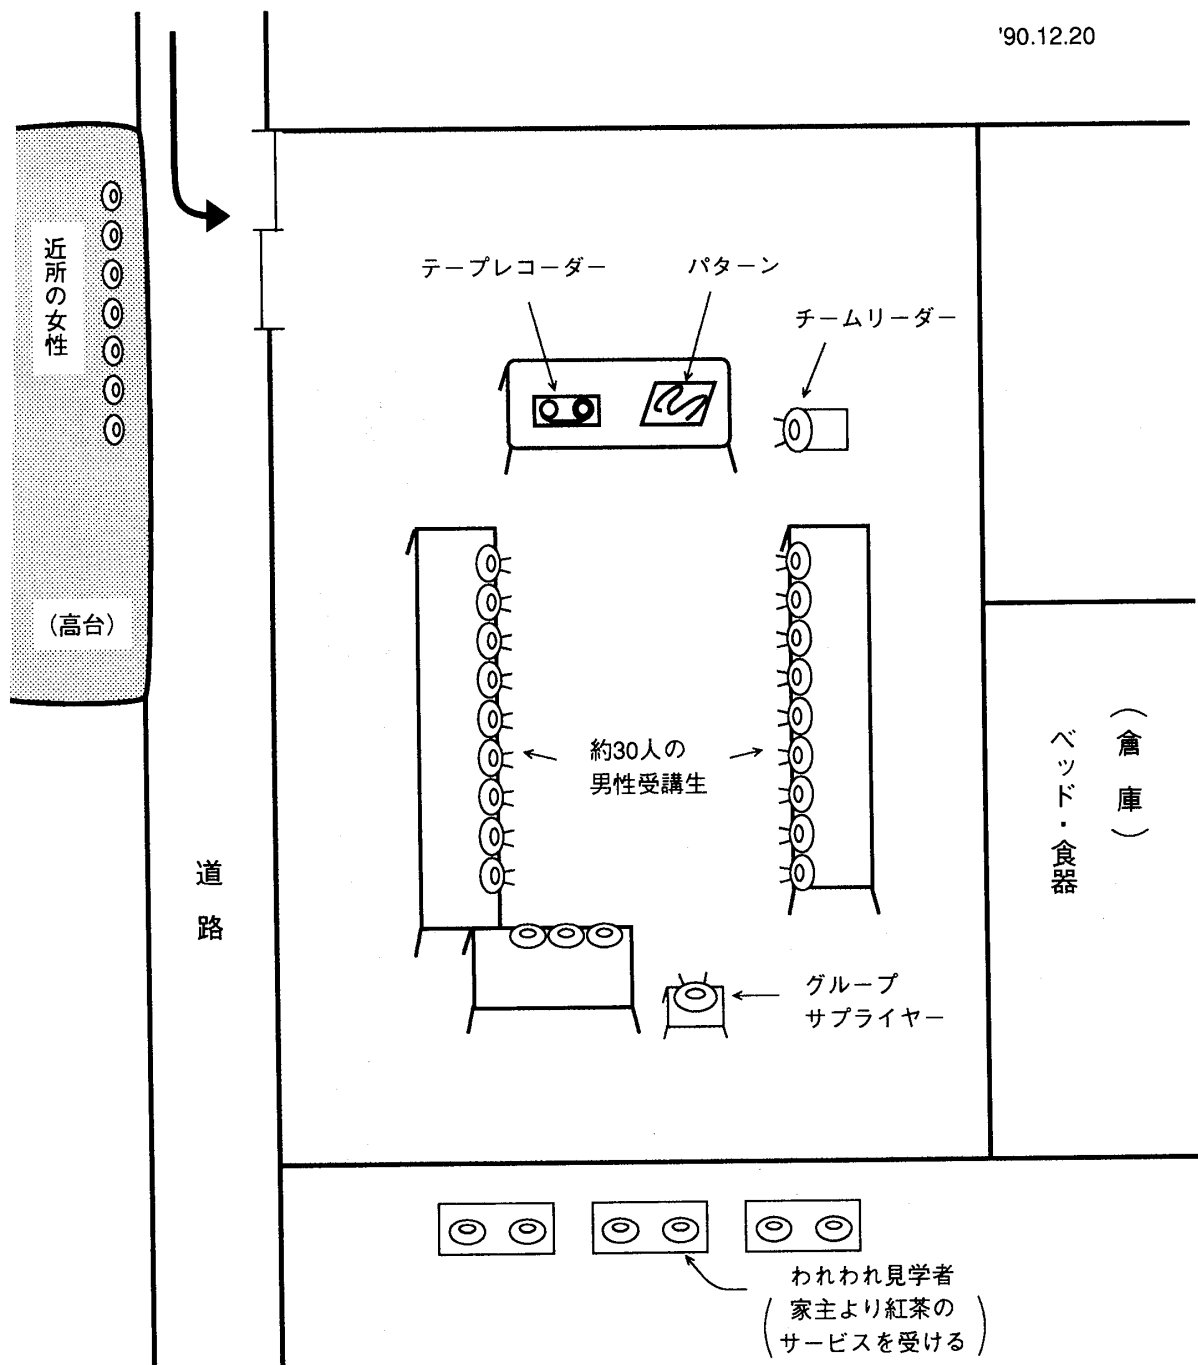 '90.12.20
近所の女性
(高台)
テープレコーダー
パターン
チームリーダー
約30人の
男性受講生
道路
(倉庫)
ベッド・食器
グループ
サプライヤー
われわれ見学者
(家主より紅茶の
サービスを受ける)